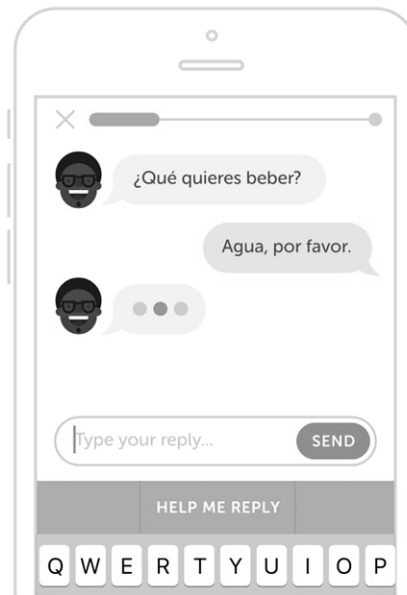 ¿Qué quieres beber?
Agua, por favor.
Type your reply...
SEND
HELP ME REPLY
Q W E R T Y U I O P